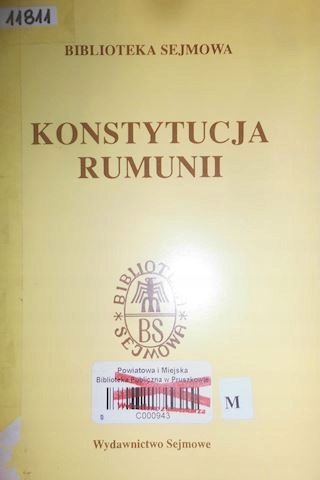 11811
BIBLIOTEKA SEJMOWA
KONSTYTUCJA
RUMUNII
BIBLIOTEKA
SEJMOWA
BS
Powiatowa i Miejska
Biblioteka Publiczna w Pruszkowie
C000943
M
Wydawnictwo Sejmowe